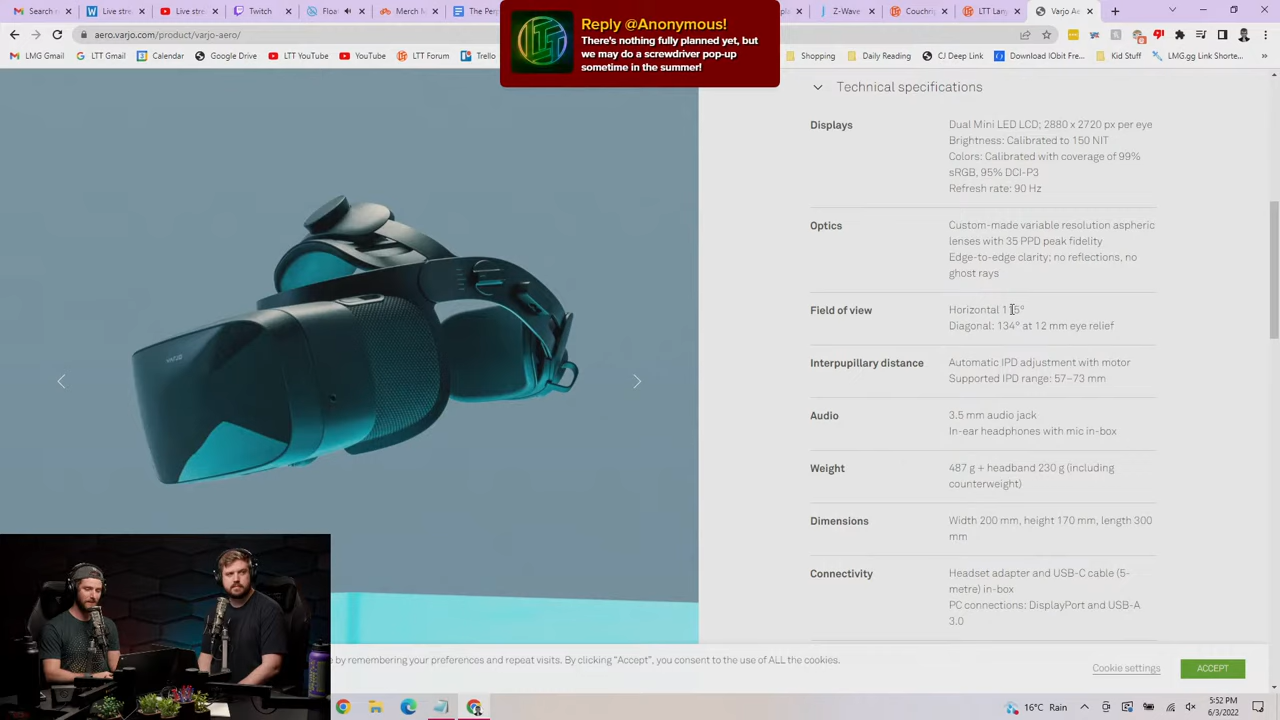 Reply @Anonymous!
There's nothing fully planned yet, but
we may do a screwdriver pop-up
sometime in the summer!
aero.varjo.com/product/varjo-aero/
LMG Gmail
LTT Gmail
Calendar
Google Drive
LTT YouTube
YouTube
LTT Forum
Shopping
CJ Deep Link
Download IObit Free...
Kid Stuff
LMG.gg Link Shorte...
Technical specifications
Displays
Dual Mini LED LCD; 2880 x 2720 px per eye
Brightness: Calibrated to 150 NIT
Colors: Calibrated with coverage of 99%
sRGB, 95% DCI-P3
Refresh rate: 90 Hz
Optics
Custom-made variable resolution aspheric
lenses with 35 PPD peak fidelity
Edge-to-edge clarity; no reflections, no
ghost rays
Field of view
Horizontal 115°
Diagonal: 134° at 12 mm eye relief
Interpupillary distance
Automatic IPD adjustment with motor
Supported IPD range: 57–73 mm
Audio
3.5 mm audio jack
In-ear headphones with mic in-box
Weight
487 g + headband 230 g (including
counterweight)
Dimensions
Width 200 mm, height 170 mm, length 300
mm
Connectivity
Headset adapter and USB-C cable (5-
metre) in-box
PC connections: DisplayPort and USB-A
3.0
VARJO
by remembering your preferences and repeat visits. By clicking “Accept”, you consent to the use of ALL the cookies.
Cookie settings
ACCEPT
16°C Rain
5:52 PM
6/3/2022